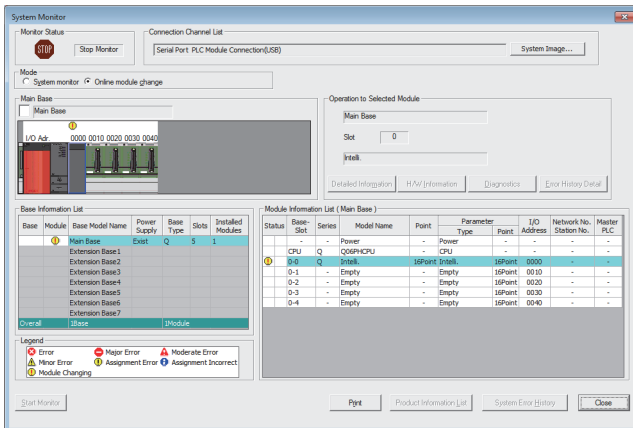 System Monitor
Monitor Status
STOP
Stop Monitor
Connection Channel List
Serial Port PLC Module Connection(USB)
System Image...
Mode
System monitor Online module change
Main Base
Main Base
I/O Adr. 0000 0010 0020 0030 0040
Operation to Selected Module
Main Base
Slot 0
Intelli.
Detailed Information H/W Information Diagnostics Error History Detail
Base Information List
Base Module Base Model Name Power Supply Base Type Slots Installed Modules
Main Base Exist Q 5 1
Extension Base1
Extension Base2
Extension Base3
Extension Base4
Extension Base5
Extension Base6
Extension Base7
Overall 1Base 1Module
Module Information List ( Main Base )
Status Base-Slot Series Model Name Point Parameter Type Point I/O Address Network No. Station No. Master PLC
- - Power - Power - - - -
CPU Q Q06PHCPU - CPU - - - -
0-0 Q Intelli. 16Point Intelli. 16Point 0000 - -
0-1 - Empty - Empty 16Point 0010 - -
0-2 - Empty - Empty 16Point 0020 - -
0-3 - Empty - Empty 16Point 0030 - -
0-4 - Empty - Empty 16Point 0040 - -
Legend
Error Major Error Moderate Error
Minor Error Assignment Error Assignment Incorrect
Module Changing
Start Monitor
Print
Product Information List
System Error History
Close